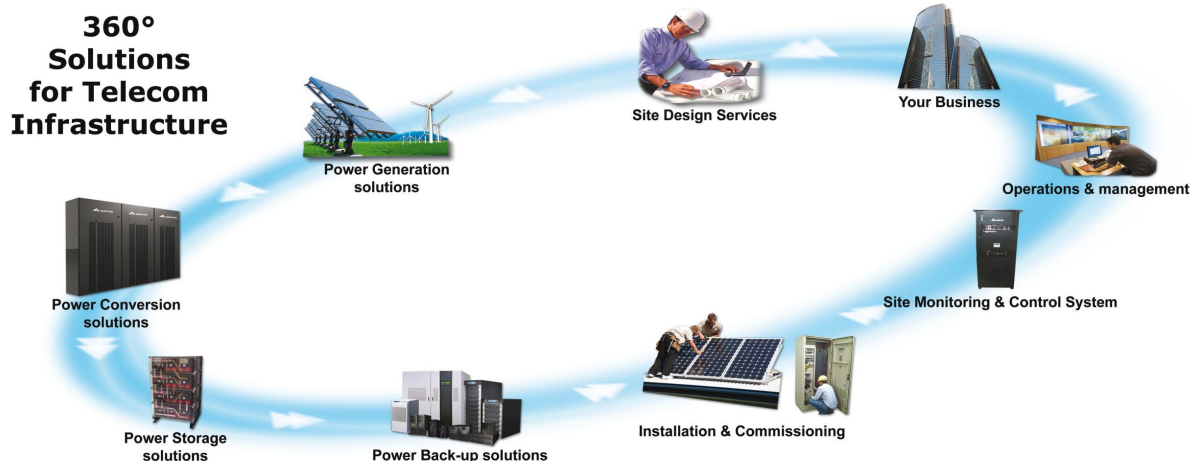 360°
Solutions
for Telecom
Infrastructure
Site Design Services
Your Business
Power Generation
solutions
Operations & management
Power Conversion
solutions
Site Monitoring & Control System
Power Storage
solutions
Power Back-up solutions
Installation & Commissioning